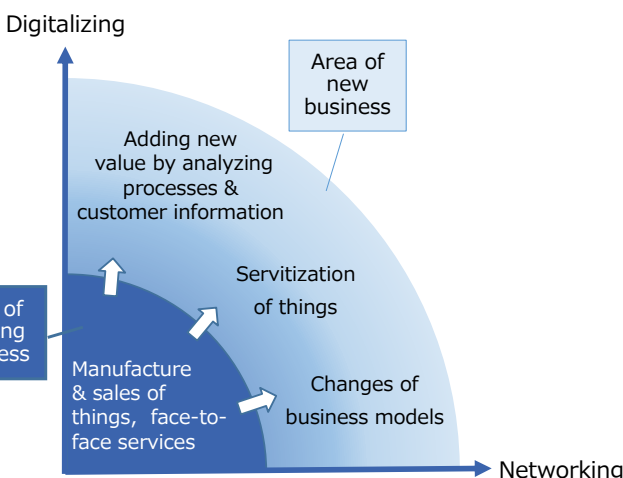 Digitalizing
Area of
new
business
Adding new
value by analyzing
processes &
customer information
Servitization
of things
of
Manufacture
& sales of
things, face-to-
face services
Changes of
business models
Networking